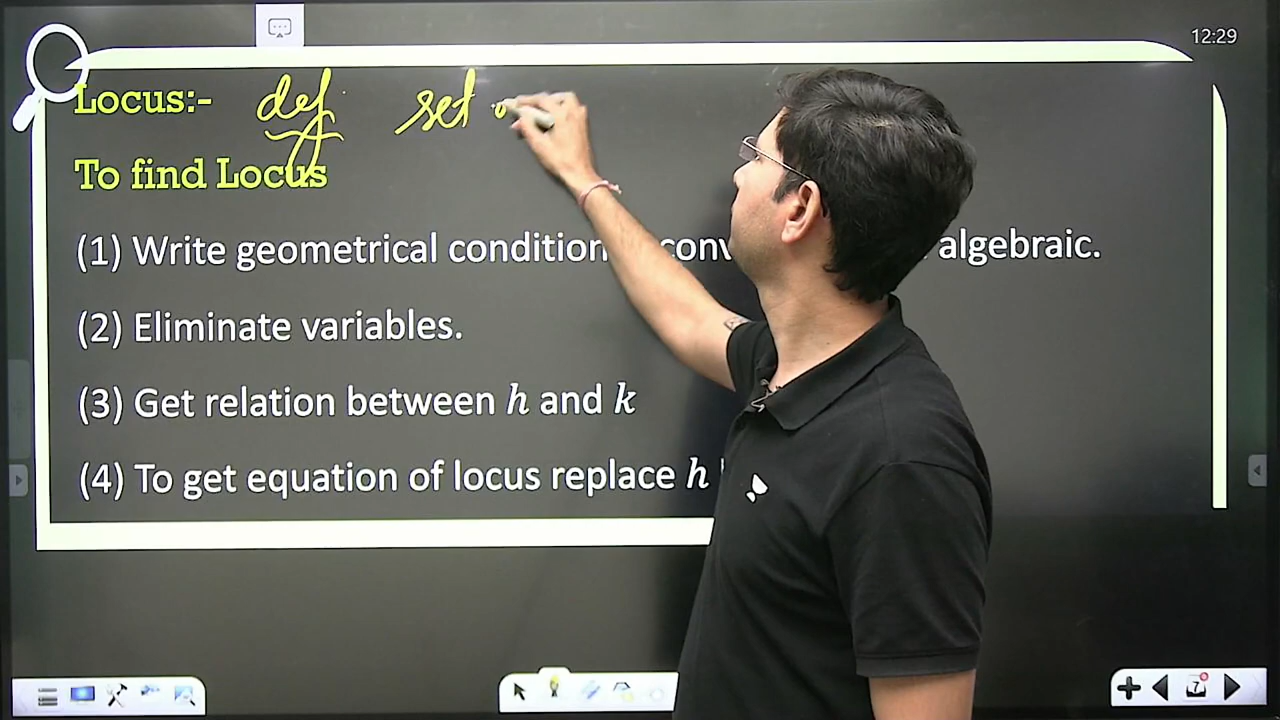 12:29
Locus:- def set o
To find Locus
(1) Write geometrical condition conv algebraic.
(2) Eliminate variables.
(3) Get relation between h and k
(4) To get equation of locus replace h
7